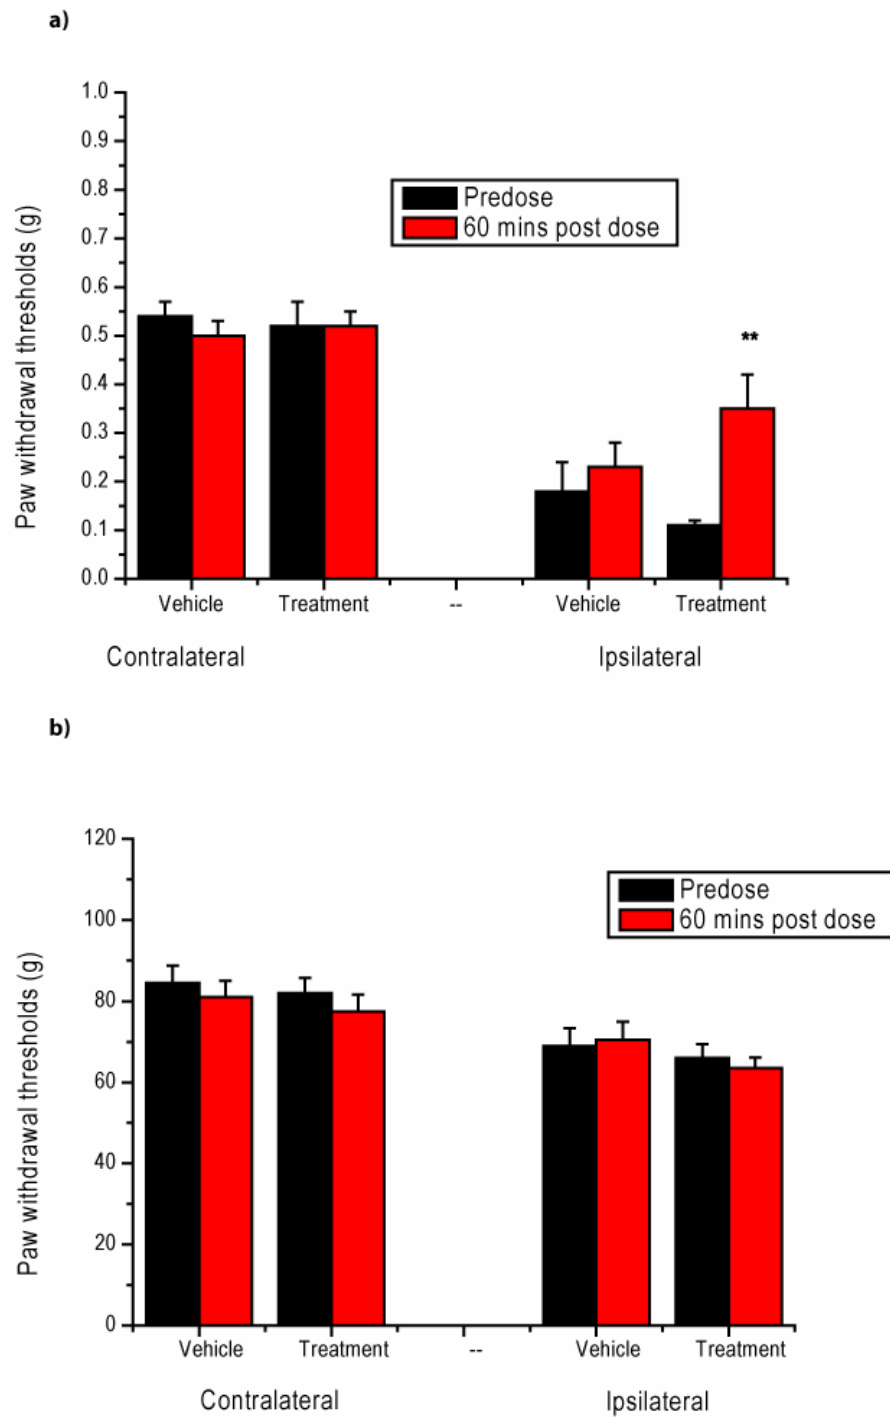 a)
1.0
0.9
0.8
0.7
0.6
0.5
0.4
0.3
0.2
0.1
0.0
Paw withdrawal thresholds (g)
Predose
60 mins post dose
**
Vehicle Treatment -- Vehicle Treatment
Contralateral Ipsilateral
b)
120
100
80
60
40
20
0
Paw withdrawal thresholds (g)
Predose
60 mins post dose
Vehicle Treatment -- Vehicle Treatment
Contralateral Ipsilateral